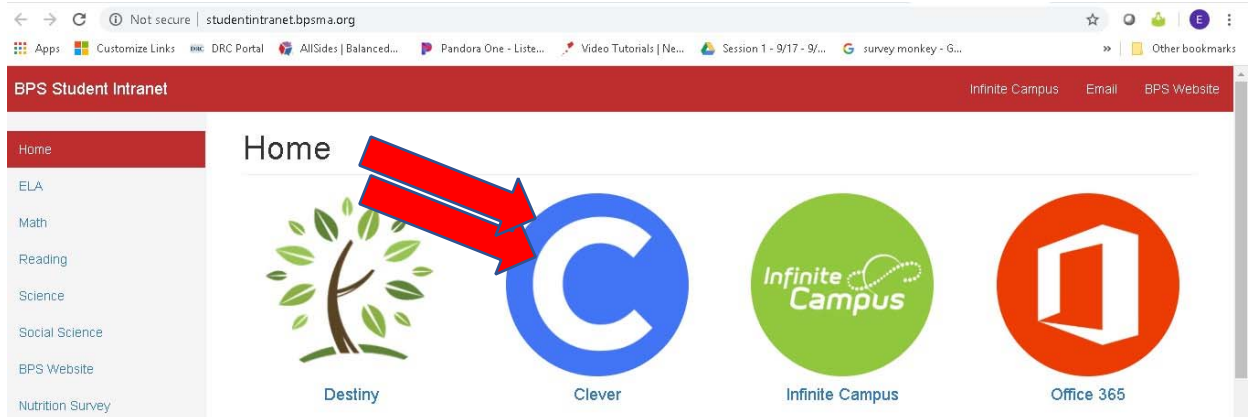 Not secure | studentintranet.bpsma.org
E
Apps Customize Links DRC DRC Portal AllSides | Balanced... Pandora One - Liste... Video Tutorials | Ne... Session 1 - 9/17 - 9/... G survey monkey - G... » Other bookmarks
BPS Student Intranet Infinite Campus Email BPS Website
Home
ELA
Math
Reading
Science
Social Science
BPS Website
Nutrition Survey
Home
C
Infinite
Campus
Destiny Clever Infinite Campus Office 365